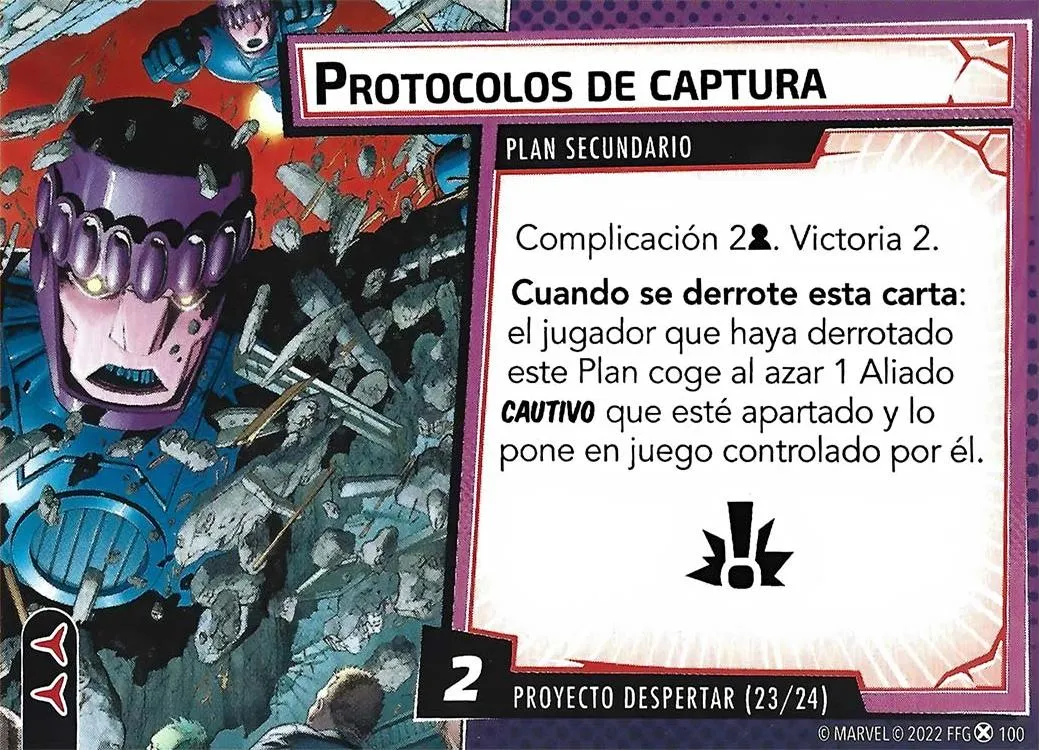 PROTOCOLOS DE CAPTURA
PLAN SECUNDARIO
Complicación 2. Victoria 2.
Cuando se derrote esta carta:
el jugador que haya derrotado
este Plan coge al azar 1 Aliado
CAUTIVO que esté apartado y lo
pone en juego controlado por él.
2
PROYECTO DESPERTAR (23/24)
© MARVEL © 2022 FFG 100